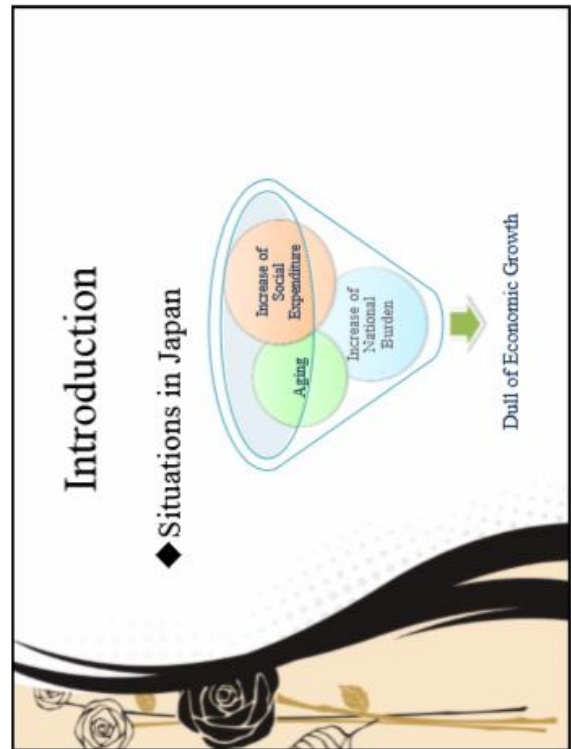 Introduction
◆Situations in Japan
Increase of
Social
Expenditure
Aging
Increase of
National
Burden
Dull of Economic Growth